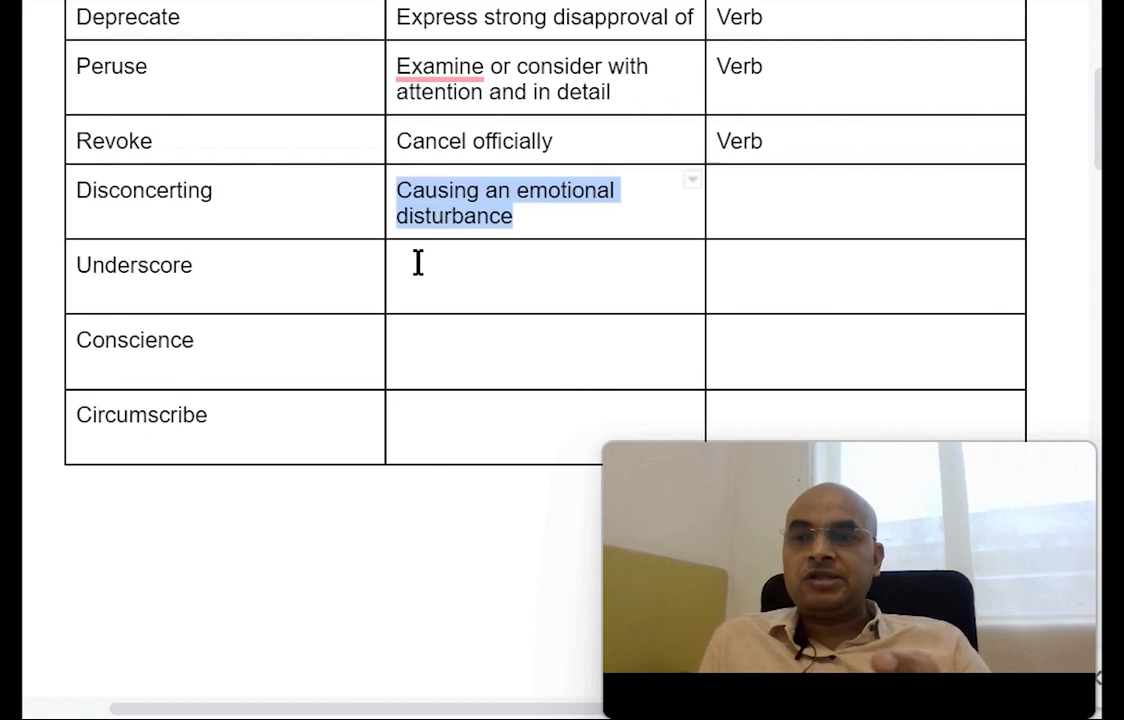 Deprecate Express strong disapproval of Verb
Peruse Examine or consider with Verb
attention and in detail
Revoke Cancel officially Verb
Disconcerting Causing an emotional
disturbance
Underscore
Conscience
Circumscribe